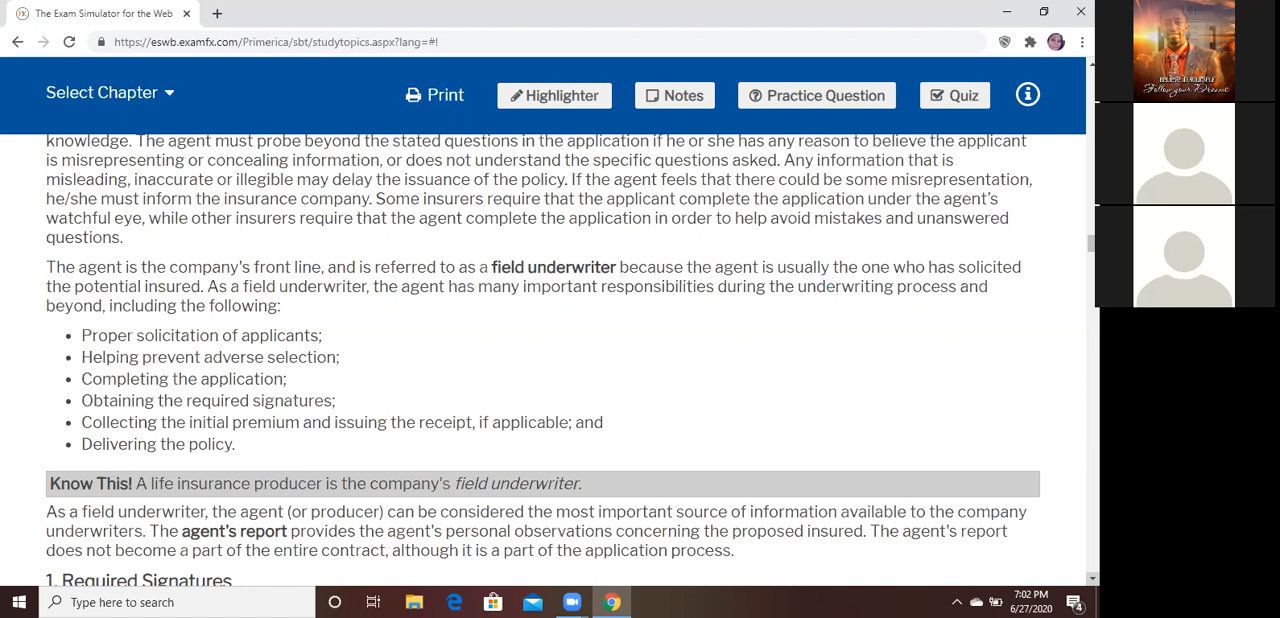 The Exam Simulator for the Web
https://eswb.examfx.com/Primerica/sbt/studytopics.aspx?lang=#!
Select Chapter
Print
Highlighter
Notes
Practice Question
Quiz
knowledge. The agent must probe beyond the stated questions in the application if he or she has any reason to believe the applicant
is misrepresenting or concealing information, or does not understand the specific questions asked. Any information that is
misleading, inaccurate or illegible may delay the issuance of the policy. If the agent feels that there could be some misrepresentation,
he/she must inform the insurance company. Some insurers require that the applicant complete the application under the agent's
watchful eye, while other insurers require that the agent complete the application in order to help avoid mistakes and unanswered
questions.
The agent is the company's front line, and is referred to as a field underwriter because the agent is usually the one who has solicited
the potential insured. As a field underwriter, the agent has many important responsibilities during the underwriting process and
beyond, including the following:
• Proper solicitation of applicants;
• Helping prevent adverse selection;
• Completing the application;
• Obtaining the required signatures;
• Collecting the initial premium and issuing the receipt, if applicable; and
• Delivering the policy.
Know This! A life insurance producer is the company's field underwriter.
As a field underwriter, the agent (or producer) can be considered the most important source of information available to the company
underwriters. The agent's report provides the agent's personal observations concerning the proposed insured. The agent's report
does not become a part of the entire contract, although it is a part of the application process.
1. Required Signatures
Type here to search
7:02 PM
6/27/2020
4
Follow your Dreams